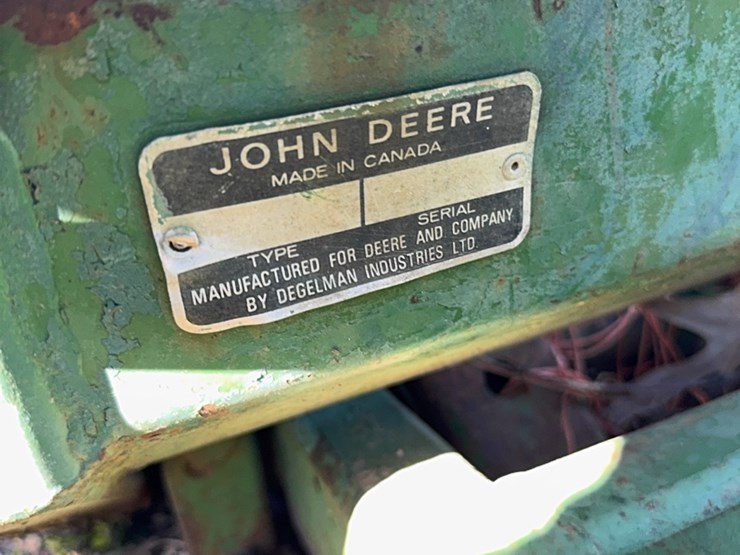 JOHN DEERE
MADE IN CANADA
TYPE SERIAL
MANUFACTURED FOR DEERE AND COMPANY
BY DEGELMAN INDUSTRIES LTD.